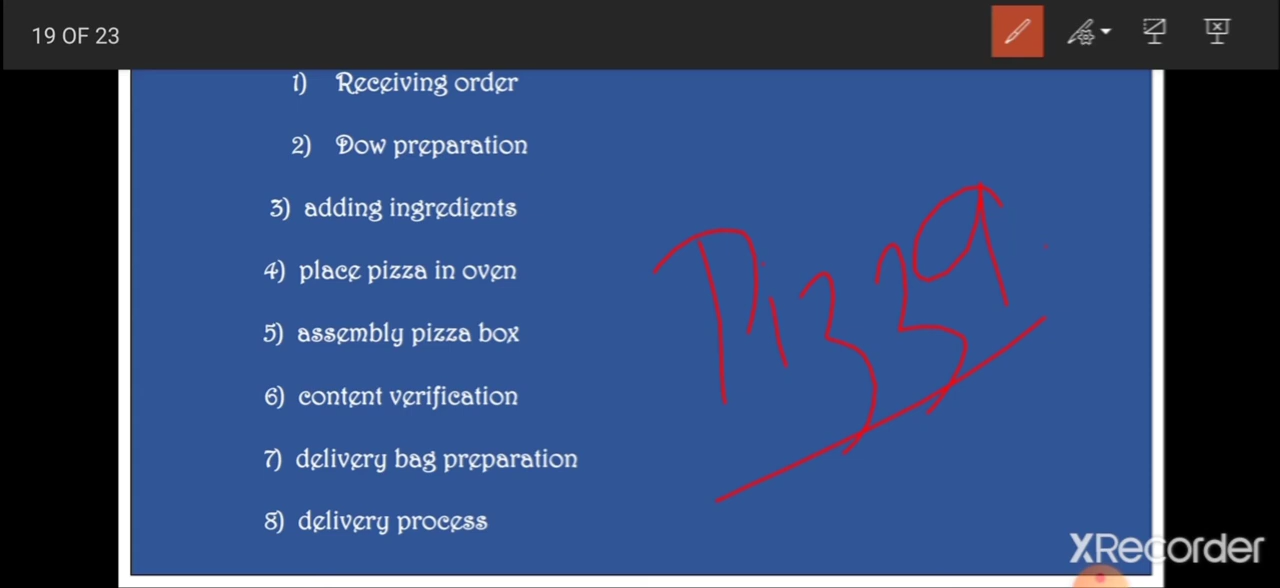 19 OF 23
1) Receiving order
2) Dow preparation
3) adding ingredients
4) place pizza in oven
5) assembly pizza box
6) content verification
7) delivery bag preparation
8) delivery process
Pizza
XRecorder